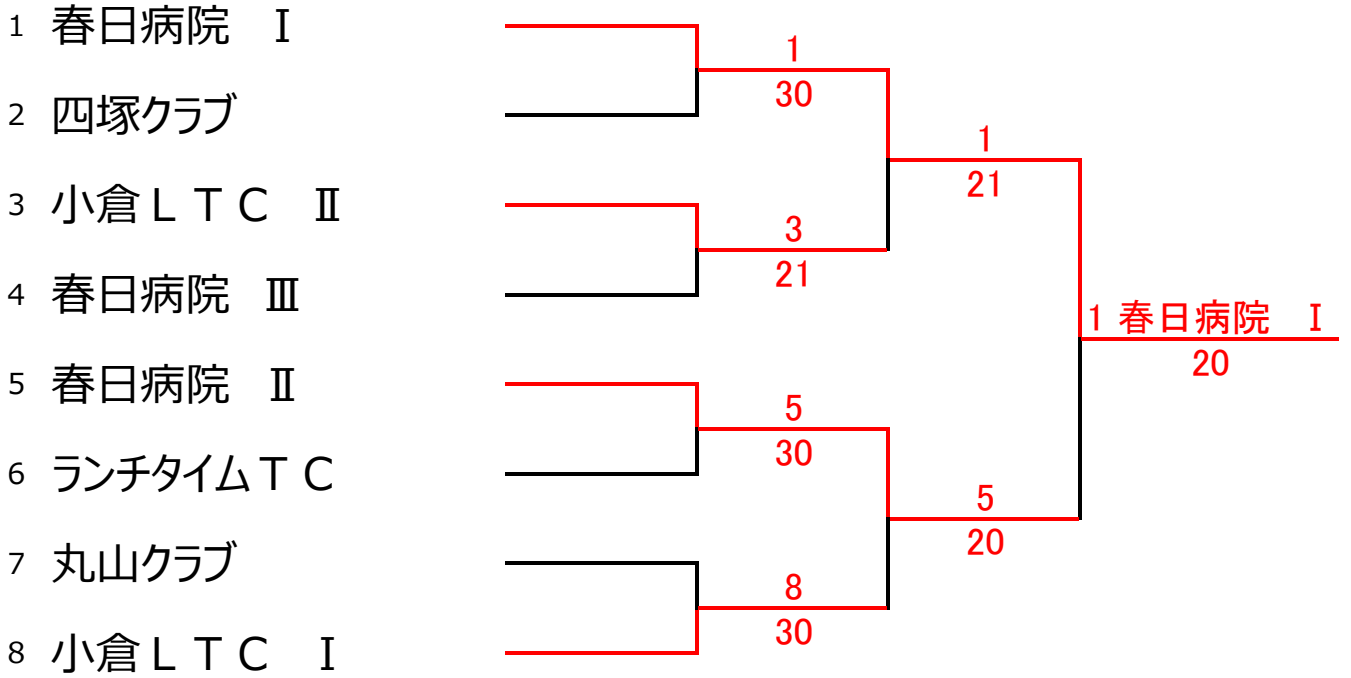 1 春日病院　Ⅰ
2 四塚クラブ
3 小倉ＬＴＣ　Ⅱ
4 春日病院　Ⅲ
5 春日病院　Ⅱ
6 ランチタイムＴＣ
7 丸山クラブ
8 小倉ＬＴＣ　Ⅰ
1
30
3
21
5
30
8
30
1
21
5
20
1 春日病院　Ⅰ
20